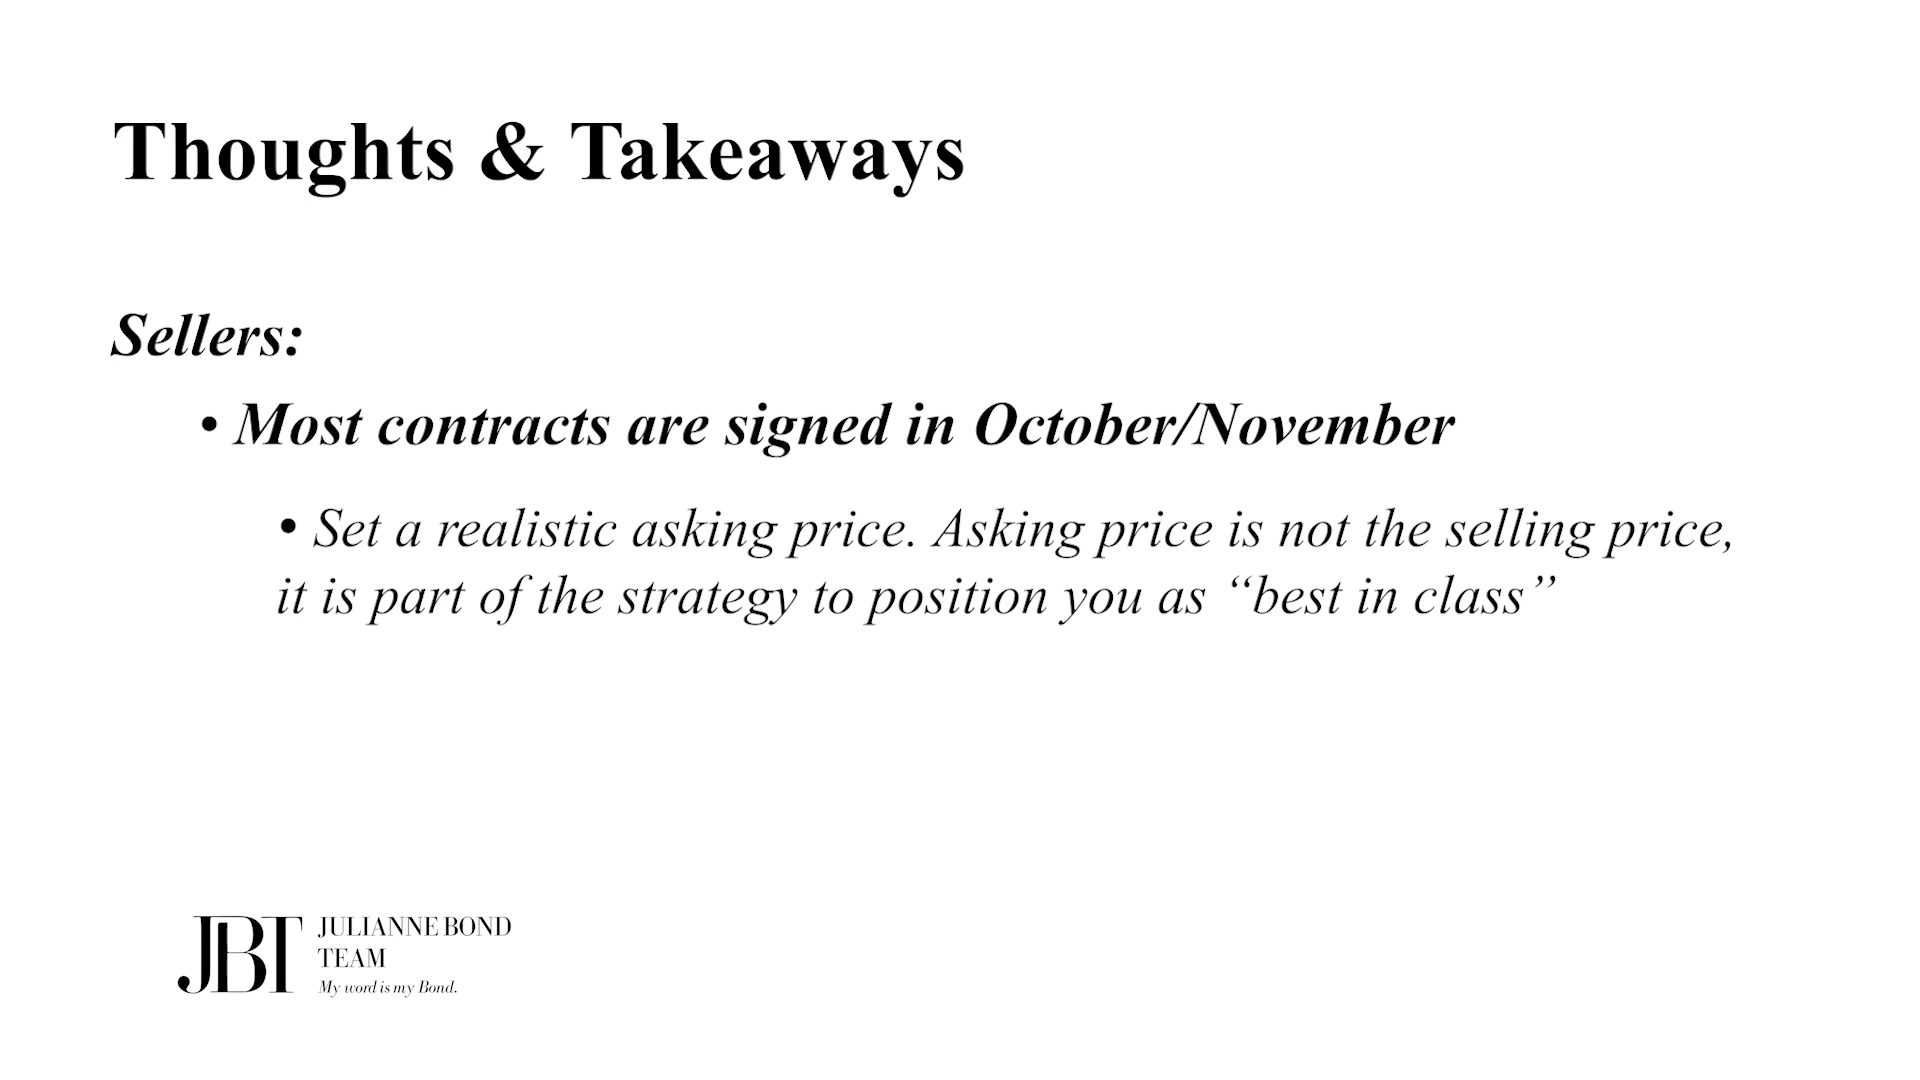 Thoughts & Takeaways
Sellers:
• Most contracts are signed in October/November
• Set a realistic asking price. Asking price is not the selling price,
it is part of the strategy to position you as “best in class”
JBT
JULIANNE BOND
TEAM
My word is my Bond.